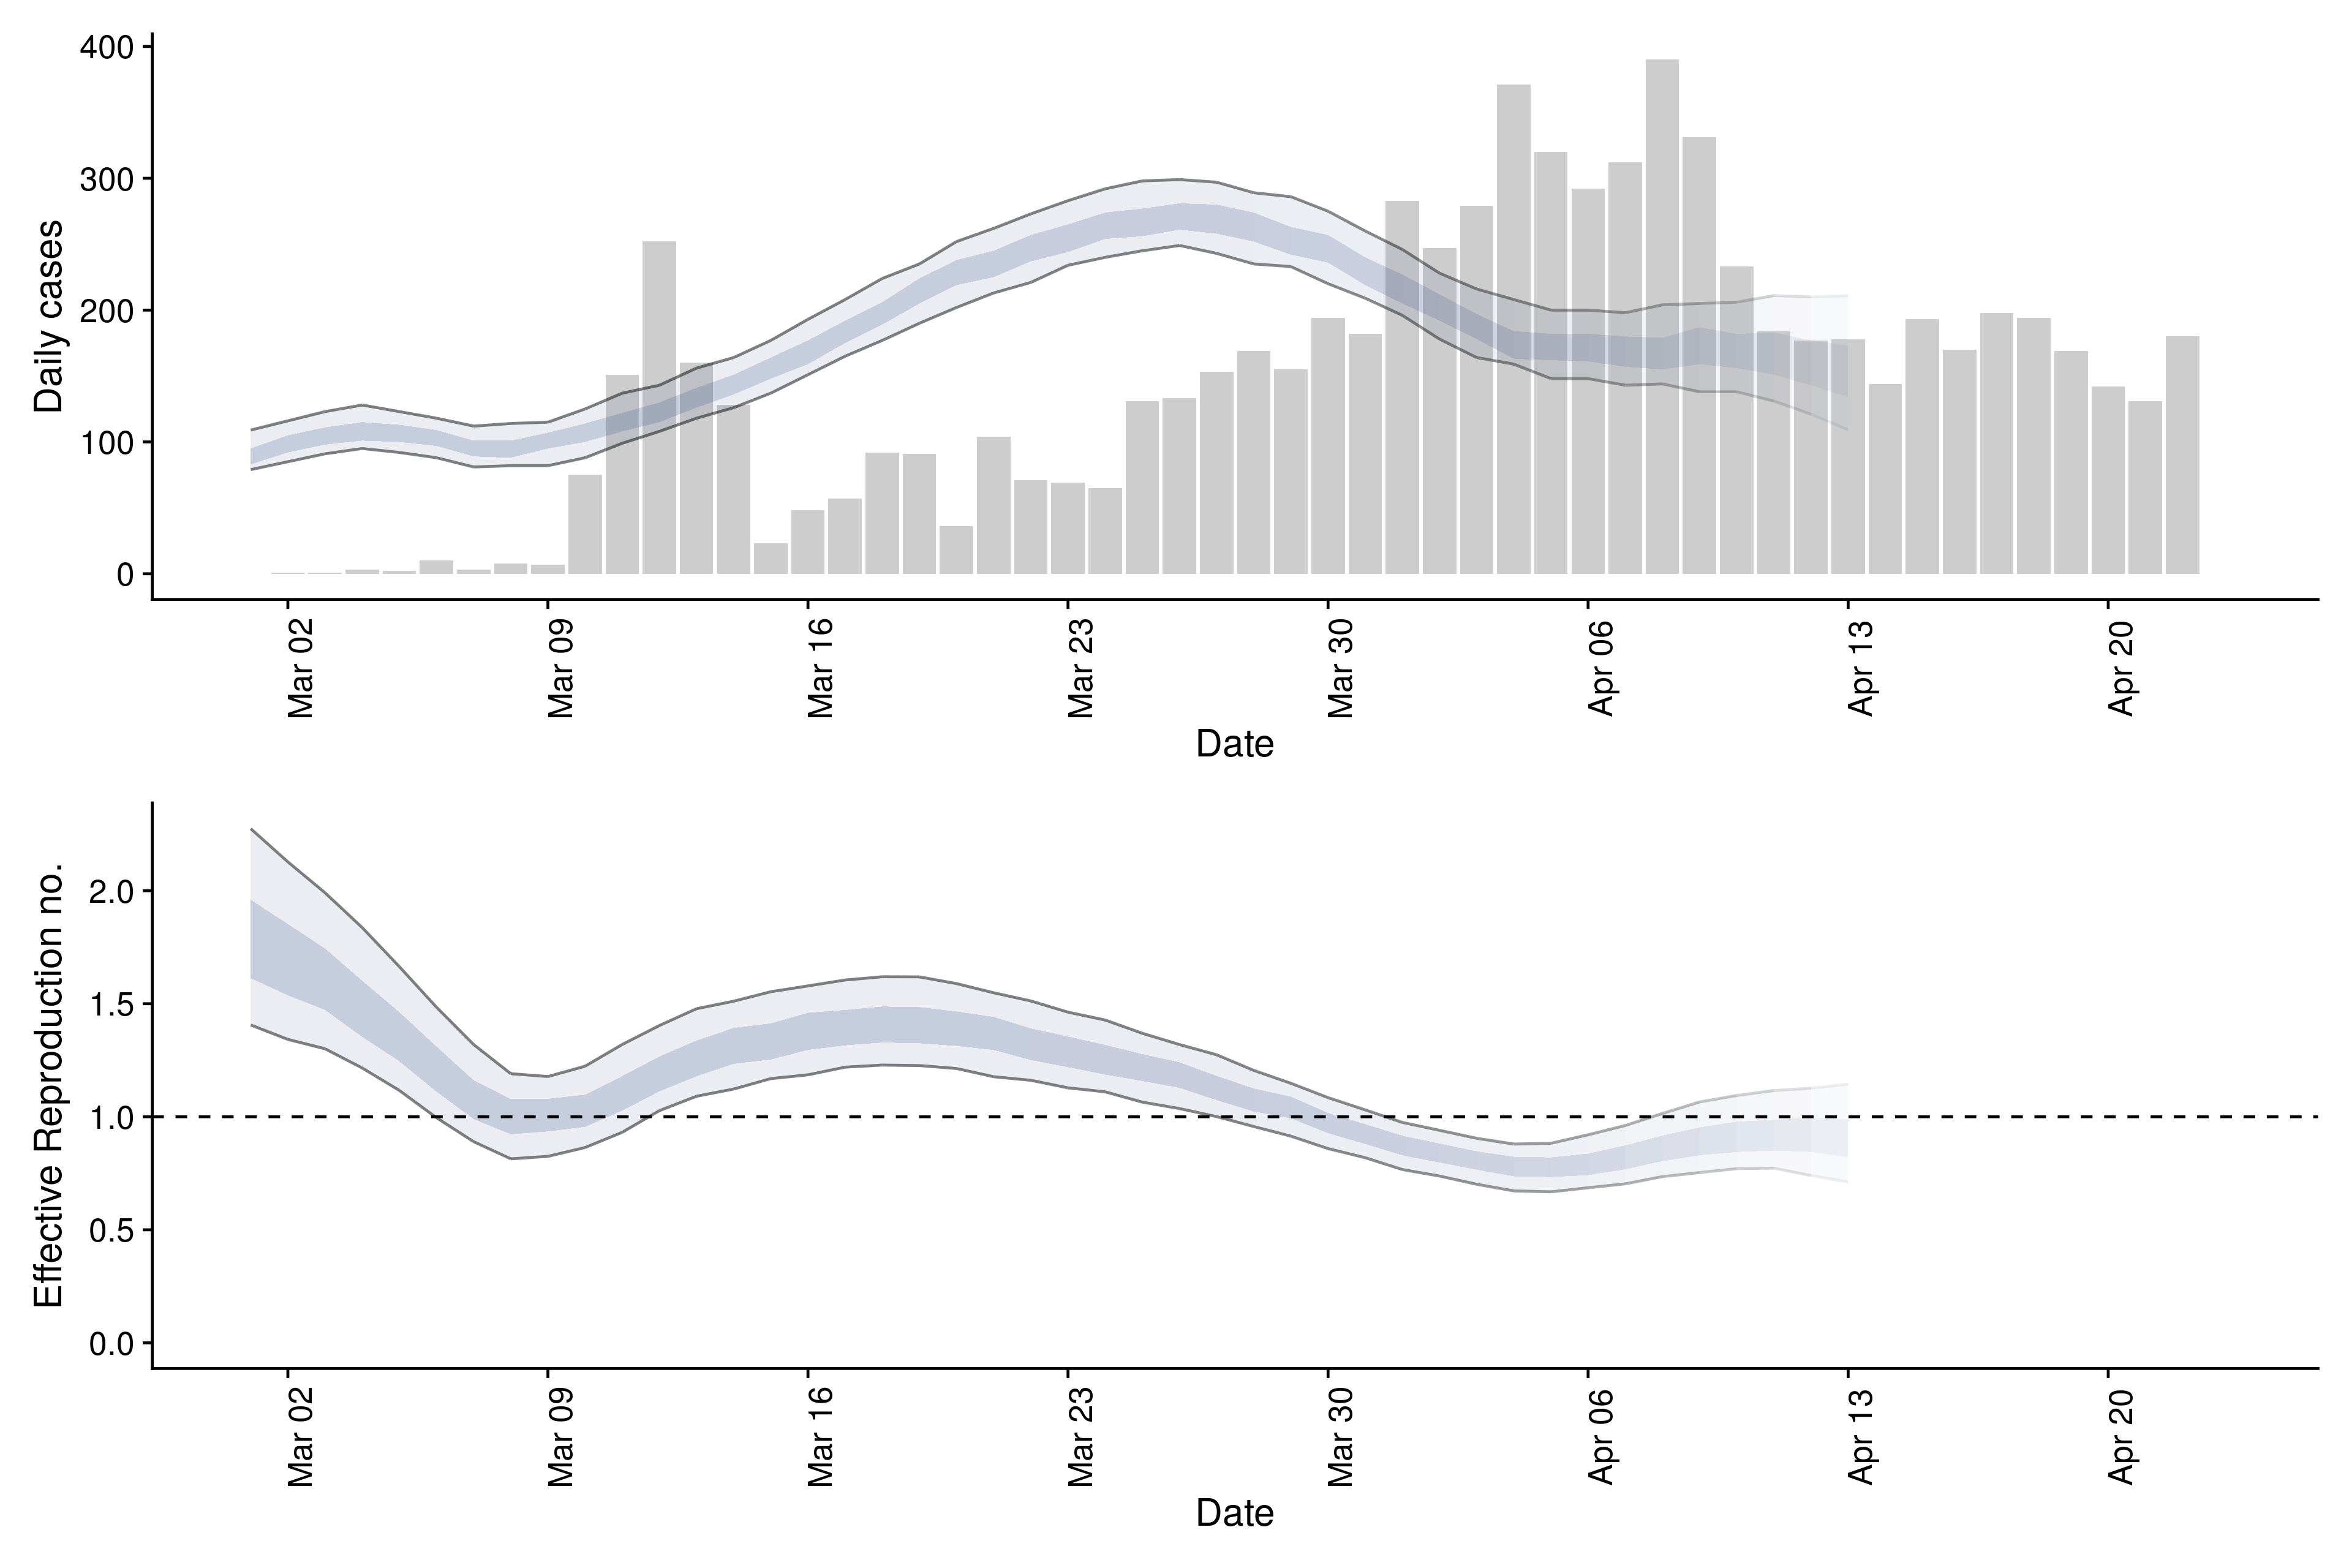 Daily cases
400
300
200
100
0
Mar 02
Mar 09
Mar 16
Mar 23
Mar 30
Apr 06
Apr 13
Apr 20
Date
Effective Reproduction no.
2.0
1.5
1.0
0.5
0.0
Mar 02
Mar 09
Mar 16
Mar 23
Mar 30
Apr 06
Apr 13
Apr 20
Date